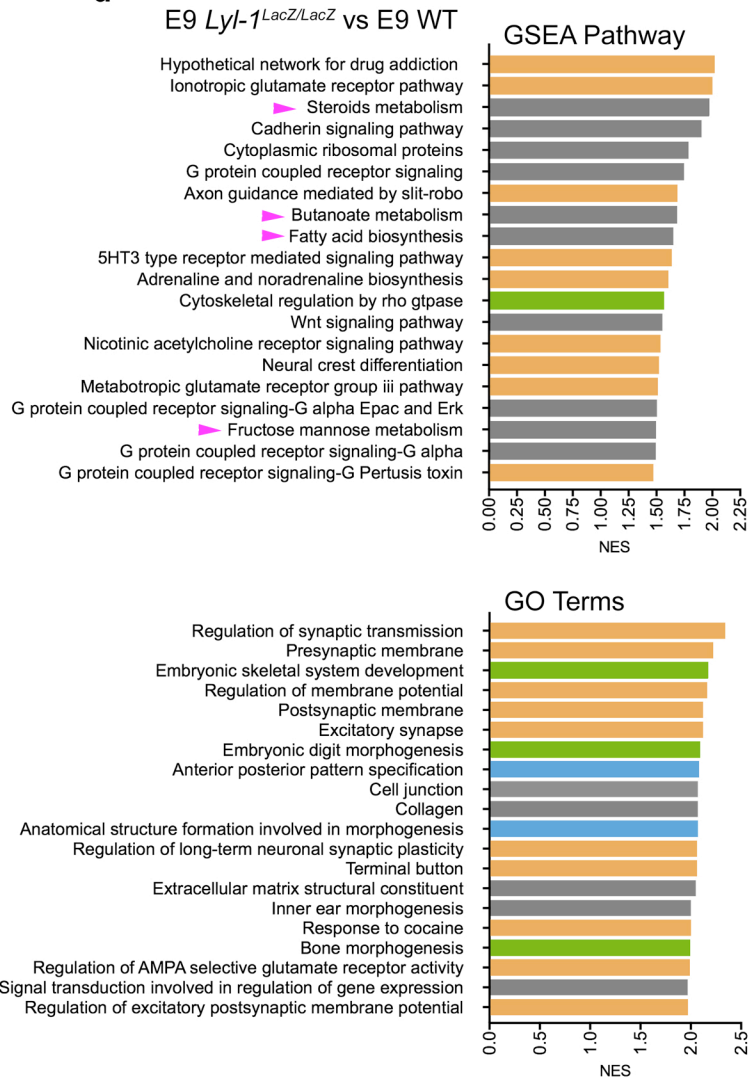 E9 Lyl-1LacZ/LacZ vs E9 WT
GSEA Pathway
Hypothetical network for drug addiction
Ionotropic glutamate receptor pathway
Steroids metabolism
Cadherin signaling pathway
Cytoplasmic ribosomal proteins
G protein coupled receptor signaling
Axon guidance mediated by slit-robo
Butanoate metabolism
Fatty acid biosynthesis
5HT3 type receptor mediated signaling pathway
Adrenaline and noradrenaline biosynthesis
Cytoskeletal regulation by rho gtpase
Wnt signaling pathway
Nicotinic acetylcholine receptor signaling pathway
Neural crest differentiation
Metabotropic glutamate receptor group iii pathway
G protein coupled receptor signaling-G alpha Epac and Erk
Fructose mannose metabolism
G protein coupled receptor signaling-G alpha
G protein coupled receptor signaling-G Pertusis toxin
0.00 0.25 0.50 0.75 1.00 1.25 1.50 1.75 2.00 2.25
NES
GO Terms
Regulation of synaptic transmission
Presynaptic membrane
Embryonic skeletal system development
Regulation of membrane potential
Postsynaptic membrane
Excitatory synapse
Embryonic digit morphogenesis
Anterior posterior pattern specification
Cell junction
Collagen
Anatomical structure formation involved in morphogenesis
Regulation of long-term neuronal synaptic plasticity
Terminal button
Extracellular matrix structural constituent
Inner ear morphogenesis
Response to cocaine
Bone morphogenesis
Regulation of AMPA selective glutamate receptor activity
Signal transduction involved in regulation of gene expression
Regulation of excitatory postsynaptic membrane potential
0.0 0.5 1.0 1.5 2.0 2.5
NES